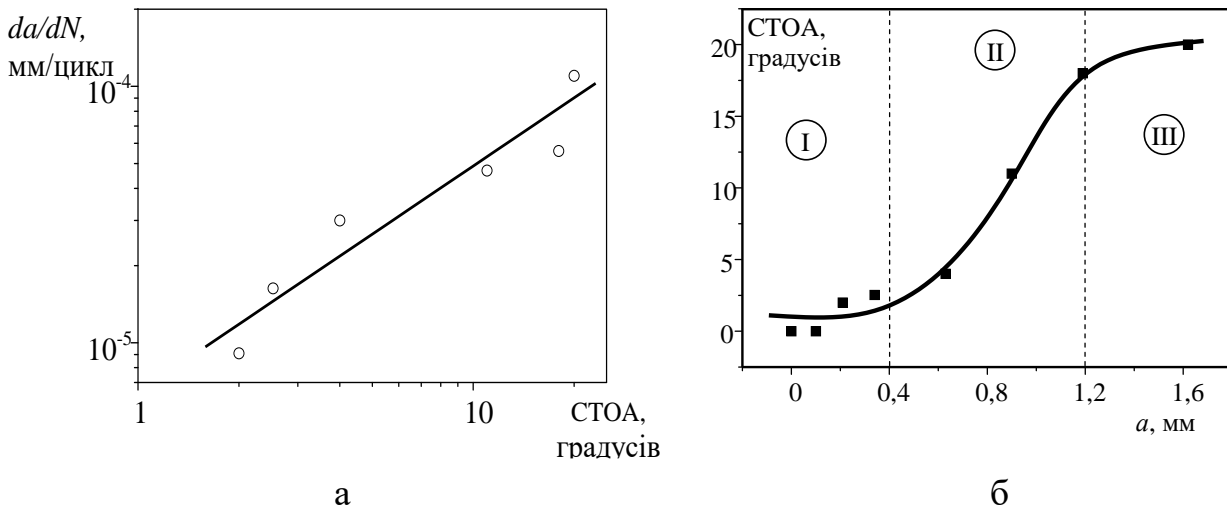 da/dN,
мм/цикл
10-4
10-5
1
10
СТОА,
градусів
а
СТОА,
градусів
20
15
10
5
0
I
II
III
0
0,4
0,8
1,2
1,6
a, мм
б